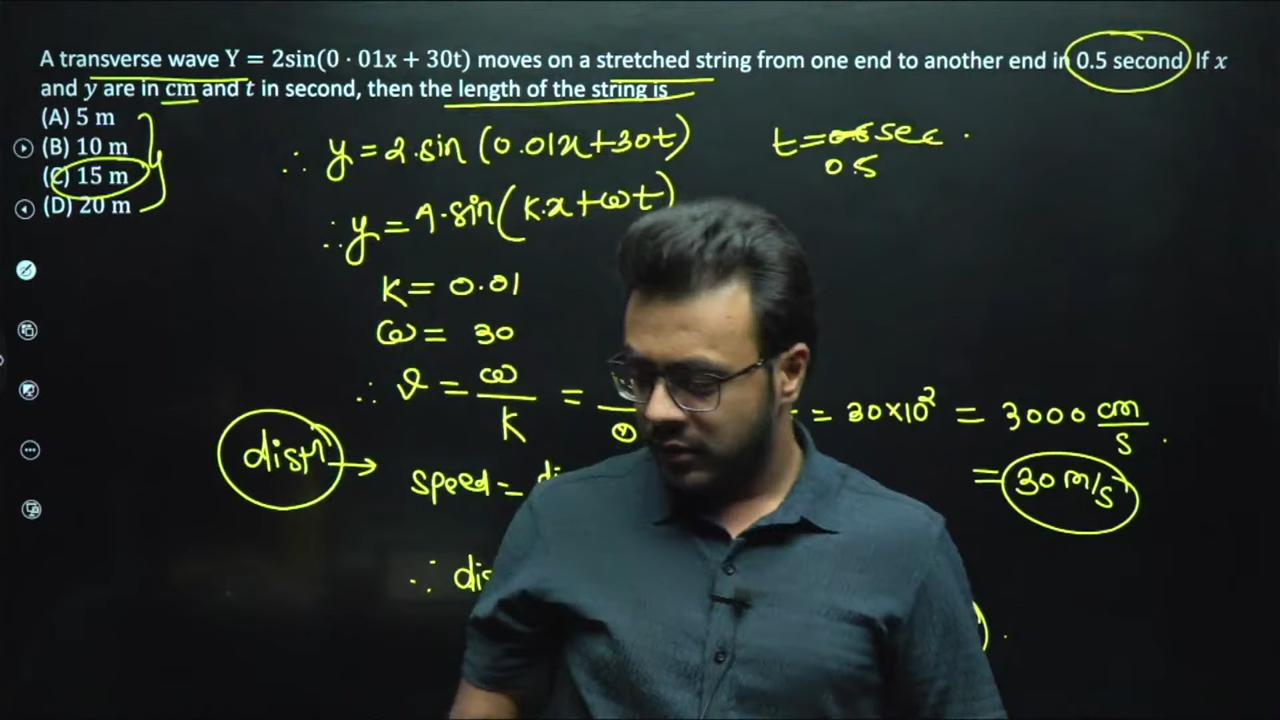 A transverse wave Y = 2sin(0 · 01x + 30t) moves on a stretched string from one end to another end in 0.5 second. If x
and y are in cm and t in second, then the length of the string is
(A) 5 m
(B) 10 m
(C) 15 m
(D) 20 m
∴ y = 2.sin (0.01x+30t)
t = sec
0.5
∴ y = A.sin(K.x+ωt)
K = 0.01
ω = 30
∴ v = ω/K = = 30×10² = 3000 cm/s.
= 30 m/s
distⁿ → speed =
∴